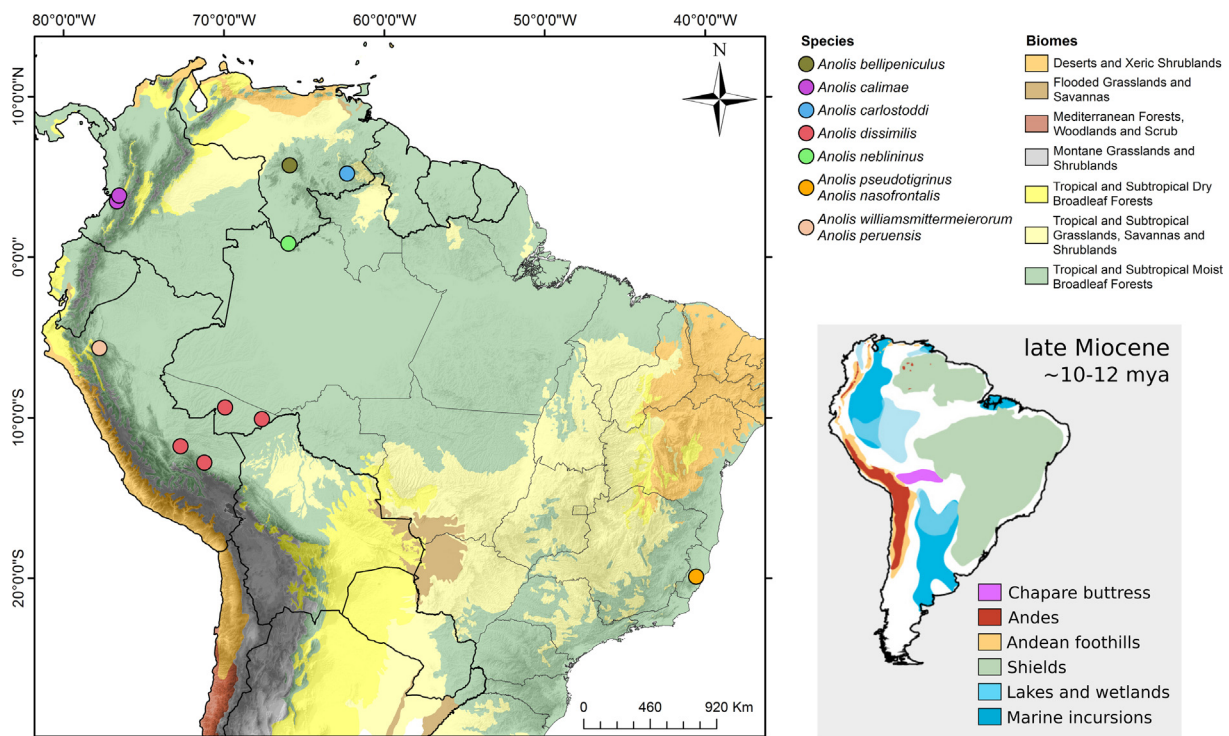 80°0'0"W
70°0'0"W
60°0'0"W
50°0'0"W
40°0'0"W
10°0'0"N
0°0'0"
10°0'0"S
20°0'0"S
N
0
460
920 Km
Species
Anolis bellipeniculus
Anolis calimae
Anolis carlostoddi
Anolis dissimilis
Anolis neblininus
Anolis pseudotigrinus
Anolis nasofrontalis
Anolis williamsmittermeierorum
Anolis peruensis
Biomes
Deserts and Xeric Shrublands
Flooded Grasslands and
Savannas
Mediterranean Forests,
Woodlands and Scrub
Montane Grasslands and
Shrublands
Tropical and Subtropical Dry
Broadleaf Forests
Tropical and Subtropical
Grasslands, Savannas and
Shrublands
Tropical and Subtropical Moist
Broadleaf Forests
late Miocene
~10-12 mya
Chapare buttress
Andes
Andean foothills
Shields
Lakes and wetlands
Marine incursions